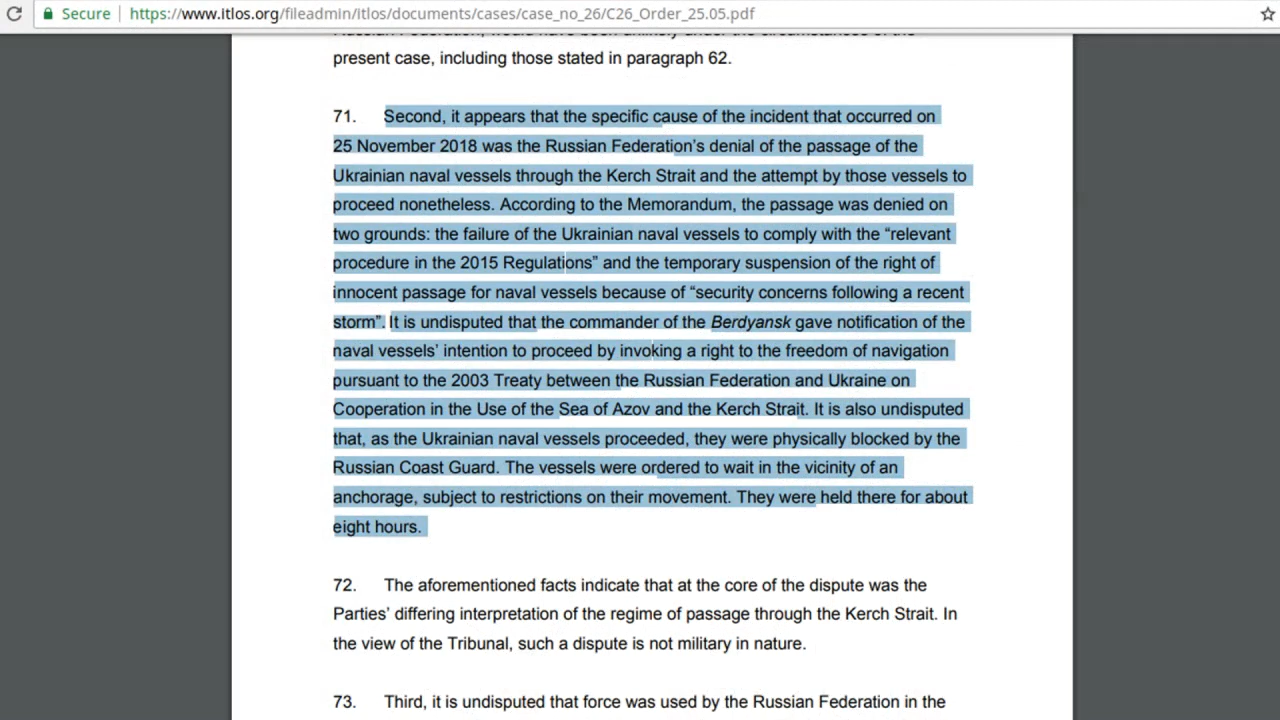 Secure https://www.itlos.org/fileadmin/itlos/documents/cases/case_no_26/C26_Order_25.05.pdf
Russian Federation, would have been unlikely under the circumstances of the
present case, including those stated in paragraph 62.
71. Second, it appears that the specific cause of the incident that occurred on
25 November 2018 was the Russian Federation’s denial of the passage of the
Ukrainian naval vessels through the Kerch Strait and the attempt by those vessels to
proceed nonetheless. According to the Memorandum, the passage was denied on
two grounds: the failure of the Ukrainian naval vessels to comply with the “relevant
procedure in the 2015 Regulations” and the temporary suspension of the right of
innocent passage for naval vessels because of “security concerns following a recent
storm”. It is undisputed that the commander of the Berdyansk gave notification of the
naval vessels’ intention to proceed by invoking a right to the freedom of navigation
pursuant to the 2003 Treaty between the Russian Federation and Ukraine on
Cooperation in the Use of the Sea of Azov and the Kerch Strait. It is also undisputed
that, as the Ukrainian naval vessels proceeded, they were physically blocked by the
Russian Coast Guard. The vessels were ordered to wait in the vicinity of an
anchorage, subject to restrictions on their movement. They were held there for about
eight hours.
72. The aforementioned facts indicate that at the core of the dispute was the
Parties’ differing interpretation of the regime of passage through the Kerch Strait. In
the view of the Tribunal, such a dispute is not military in nature.
73. Third, it is undisputed that force was used by the Russian Federation in the